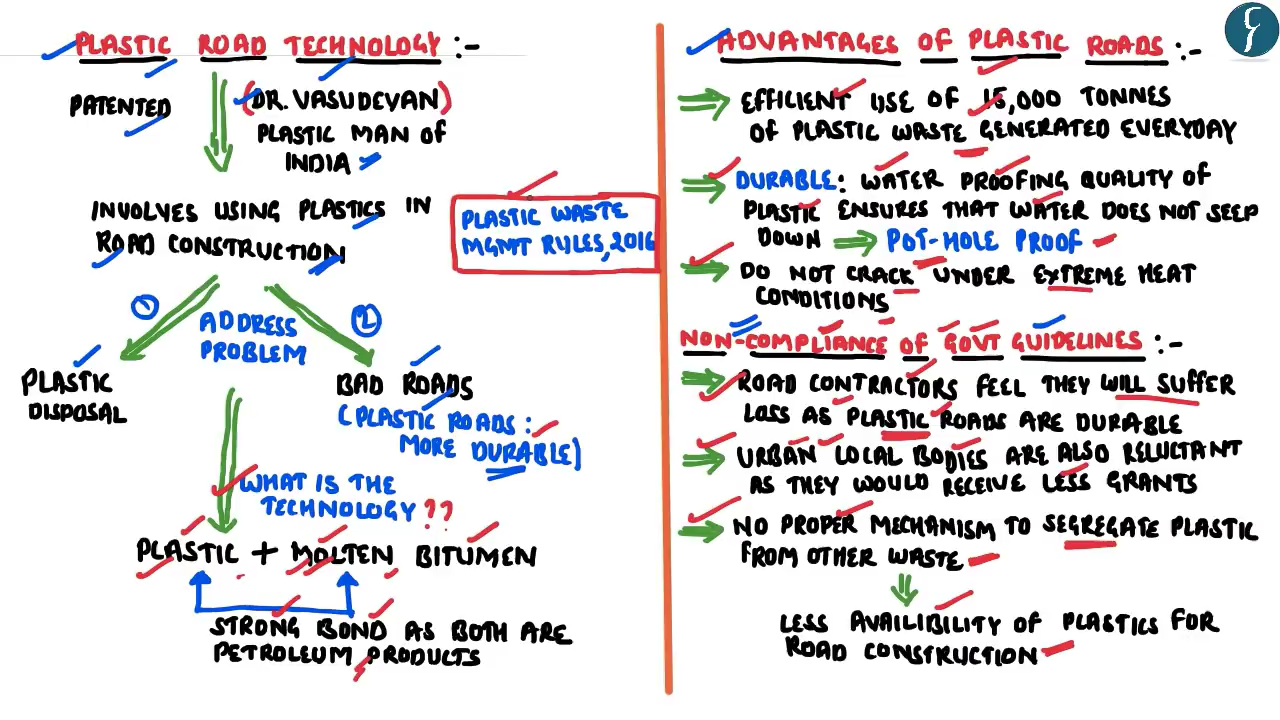 PLASTIC ROAD TECHNOLOGY :-
PATENTED
(DR. VASUDEVAN)
PLASTIC MAN OF
INDIA
INVOLVES USING PLASTICS IN
ROAD CONSTRUCTION
PLASTIC WASTE
MGMT RULES, 2016
① ②
ADDRESS
PROBLEM
PLASTIC
DISPOSAL
BAD ROADS
(PLASTIC ROADS:
MORE DURABLE)
WHAT IS THE
TECHNOLOGY ??
PLASTIC + MOLTEN BITUMEN
STRONG BOND AS BOTH ARE
PETROLEUM PRODUCTS
ADVANTAGES OF PLASTIC ROADS :-
⇒ EFFICIENT USE OF 15,000 TONNES
OF PLASTIC WASTE GENERATED EVERYDAY
⇒ DURABLE: WATER PROOFING QUALITY OF
PLASTIC ENSURES THAT WATER DOES NOT SEEP
DOWN ⇒ POT-HOLE PROOF
⇒ DO NOT CRACK UNDER EXTREME HEAT
CONDITIONS
NON-COMPLIANCE OF GOVT GUIDELINES :-
⇒ ROAD CONTRACTORS FEEL THEY WILL SUFFER
LOSS AS PLASTIC ROADS ARE DURABLE
⇒ URBAN LOCAL BODIES ARE ALSO RELUCTANT
AS THEY WOULD RECEIVE LESS GRANTS
⇒ NO PROPER MECHANISM TO SEGREGATE PLASTIC
FROM OTHER WASTE
LESS AVAILIBILITY OF PLASTICS FOR
ROAD CONSTRUCTION